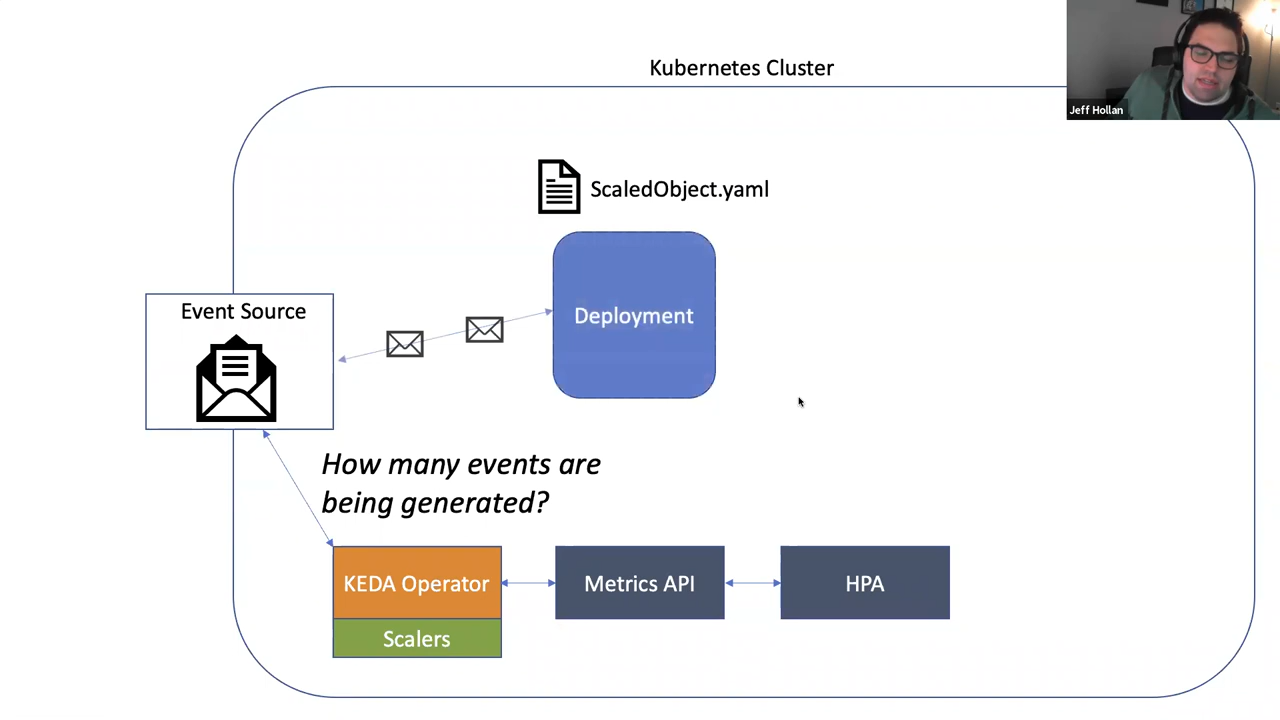 Kubernetes Cluster
Jeff Hollan
ScaledObject.yaml
Event Source
Deployment
How many events are
being generated?
KEDA Operator
Metrics API
HPA
Scalers